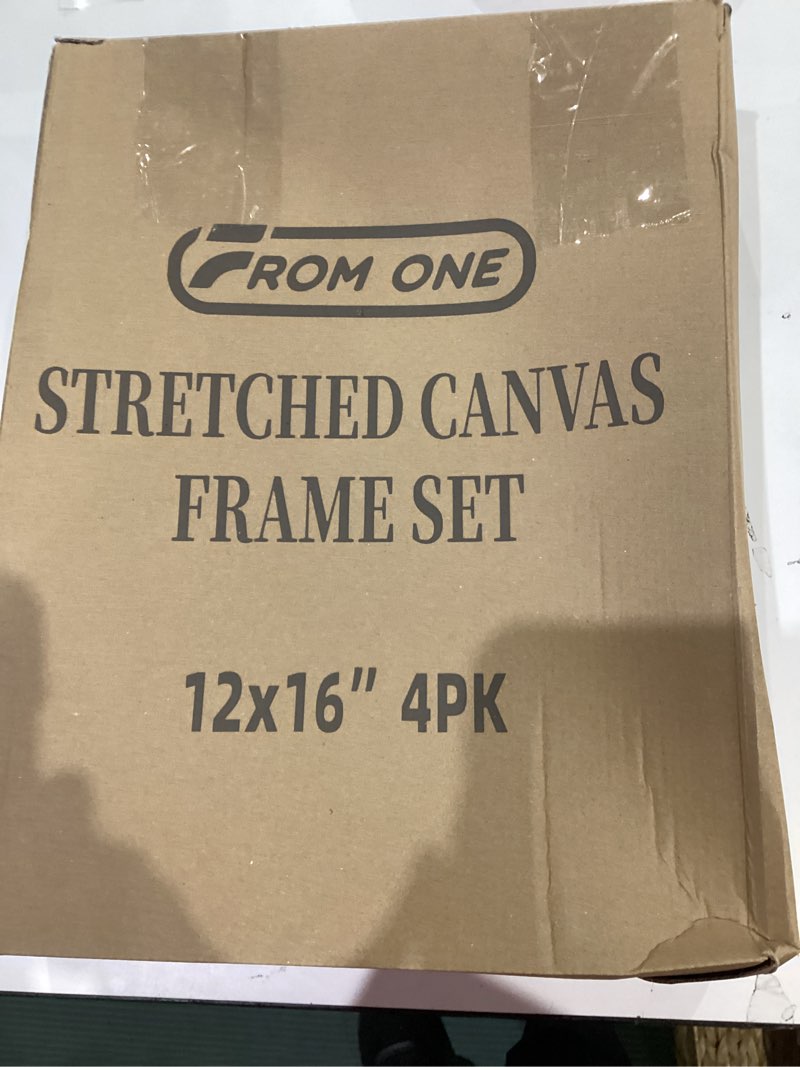 FROM ONE
STRETCHED CANVAS
FRAME SET
12x16" 4PK